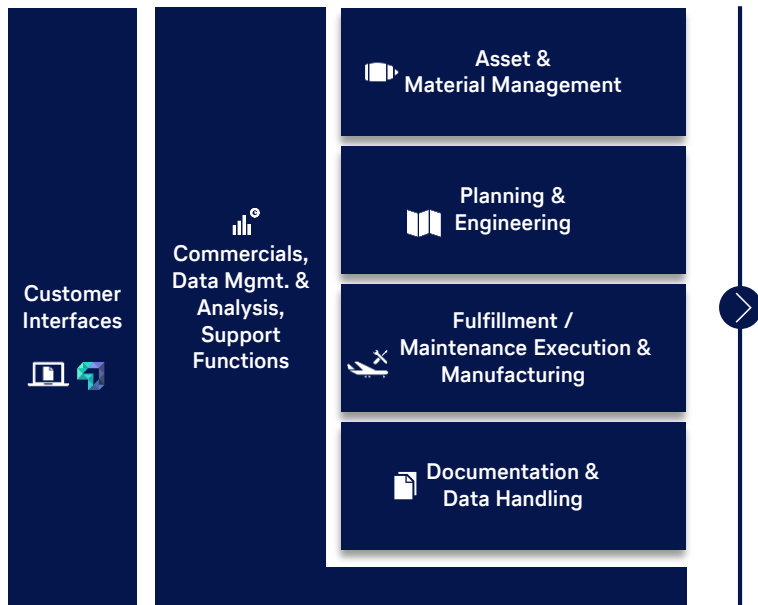 Customer
Interfaces
Commercials,
Data Mgmt. &
Analysis,
Support
Functions
Asset &
Material Management
Planning &
Engineering
Fulfillment /
Maintenance Execution &
Manufacturing
Documentation &
Data Handling